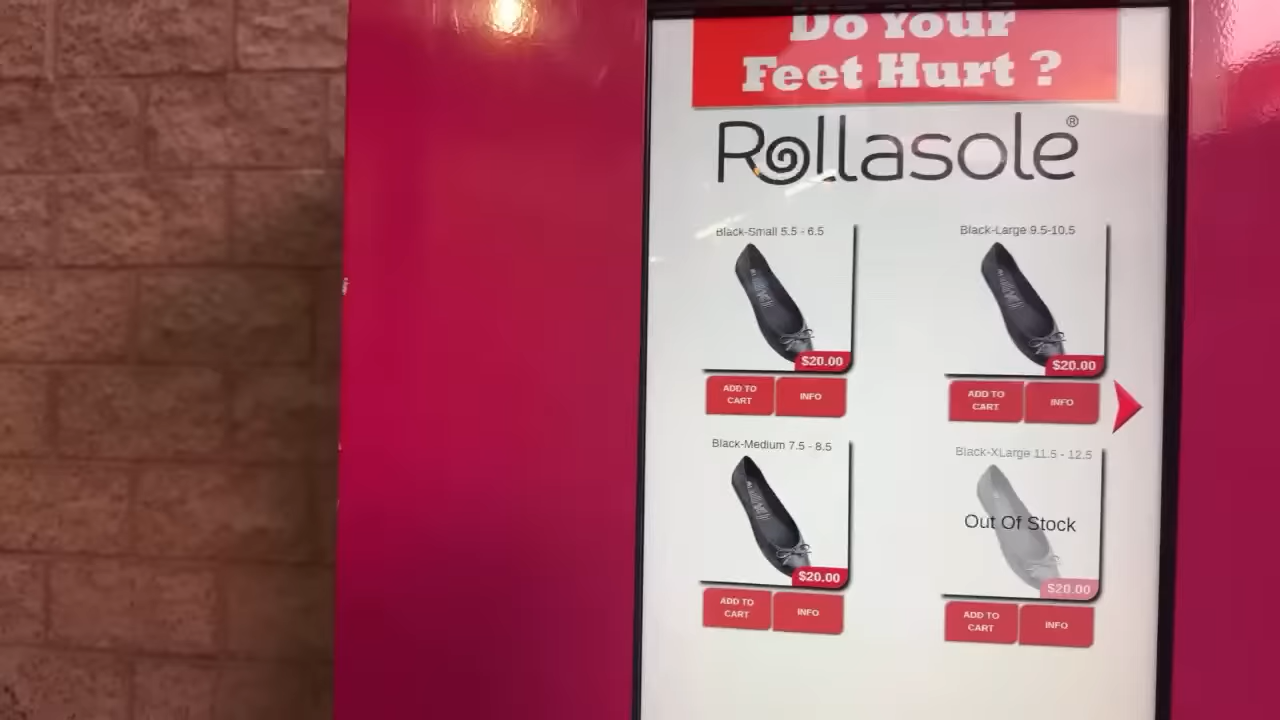 Do Your
Feet Hurt ?
Rollasole®
Black-Small 5.5 - 6.5
$20.00
ADD TO
CART
INFO
Black-Large 9.5-10.5
$20.00
ADD TO
CART
INFO
Black-Medium 7.5 - 8.5
$20.00
ADD TO
CART
INFO
Black-XLarge 11.5 - 12.5
Out Of Stock
$20.00
ADD TO
CART
INFO